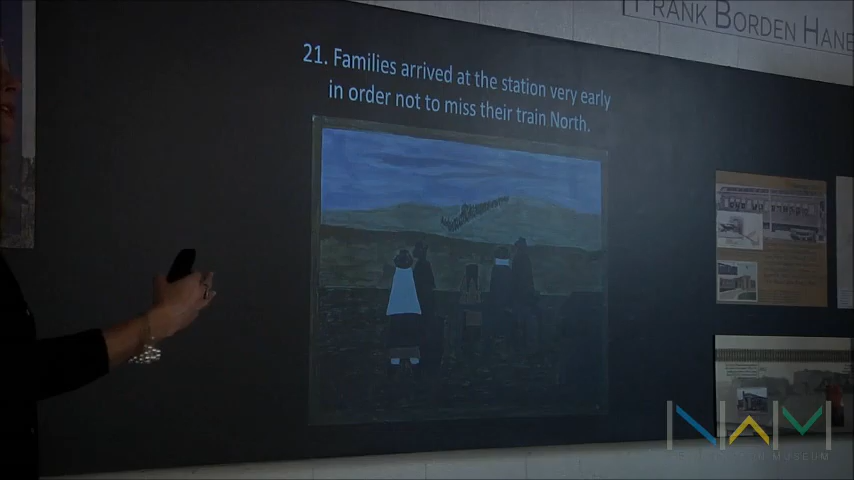 FRANK BORDEN HANE
21. Families arrived at the station very early
in order not to miss their train North.
NAM
MUSEUM